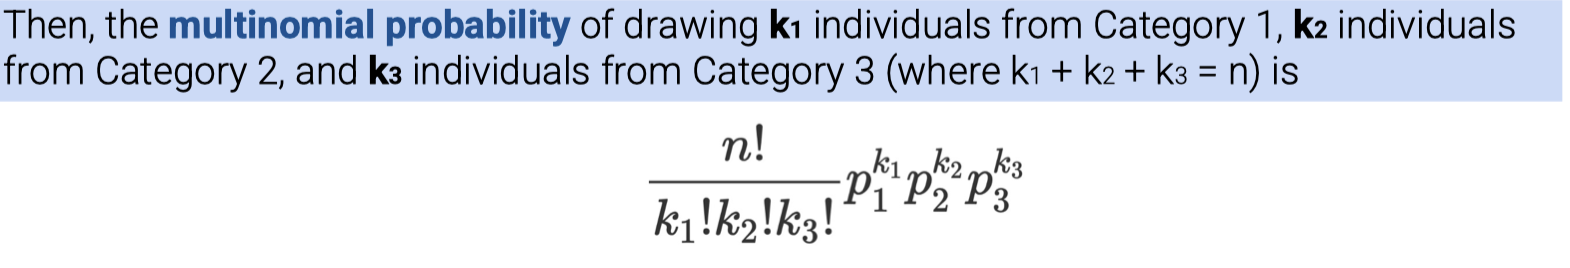 Then, the multinomial probability of drawing k₁ individuals from Category 1, k₂ individuals
from Category 2, and k₃ individuals from Category 3 (where k₁ + k₂ + k₃ = n) is
n!
k₁!k₂!k₃!
p₁^k₁ p₂^k₂ p₃^k₃